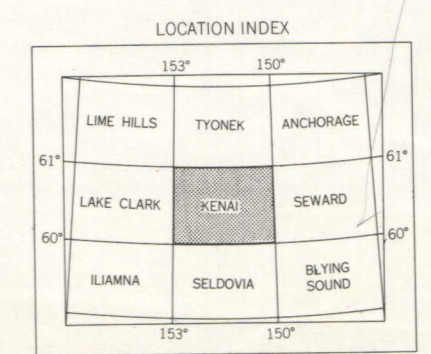 LOCATION INDEX
153° 150°
LIME HILLS TYONEK ANCHORAGE
61° 61°
LAKE CLARK KENAI SEWARD
60° 60°
ILIAMNA SELDOVIA BLYING
SOUND
153° 150°